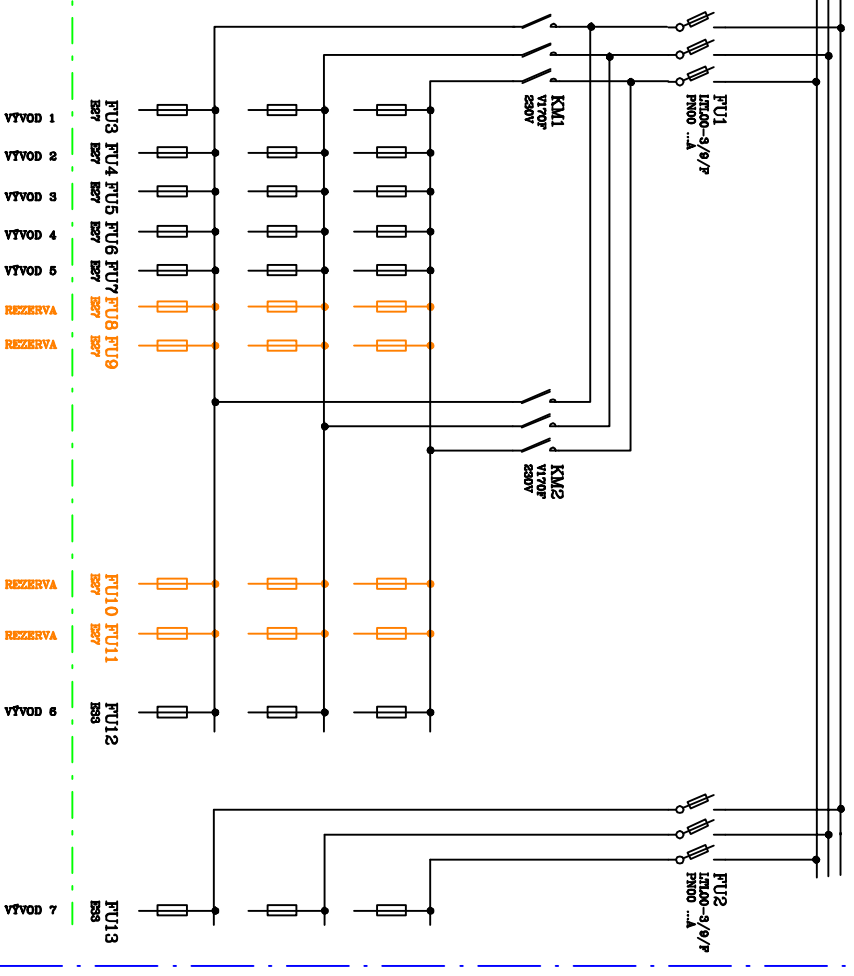 KM1
V170F
230V
FU1
LTL00-3/9/F
PN00 ...A
VÝVOD 1
FU3
E27
VÝVOD 2
FU4
E27
VÝVOD 3
FU5
E27
VÝVOD 4
FU6
E27
VÝVOD 5
FU7
E27
REZERVA
FU8
E27
REZERVA
FU9
E27
KM2
V170F
230V
REZERVA
FU10
E27
REZERVA
FU11
E27
VÝVOD 6
FU12
E33
FU2
LTL00-3/9/F
PN00 ...A
VÝVOD 7
FU13
E33